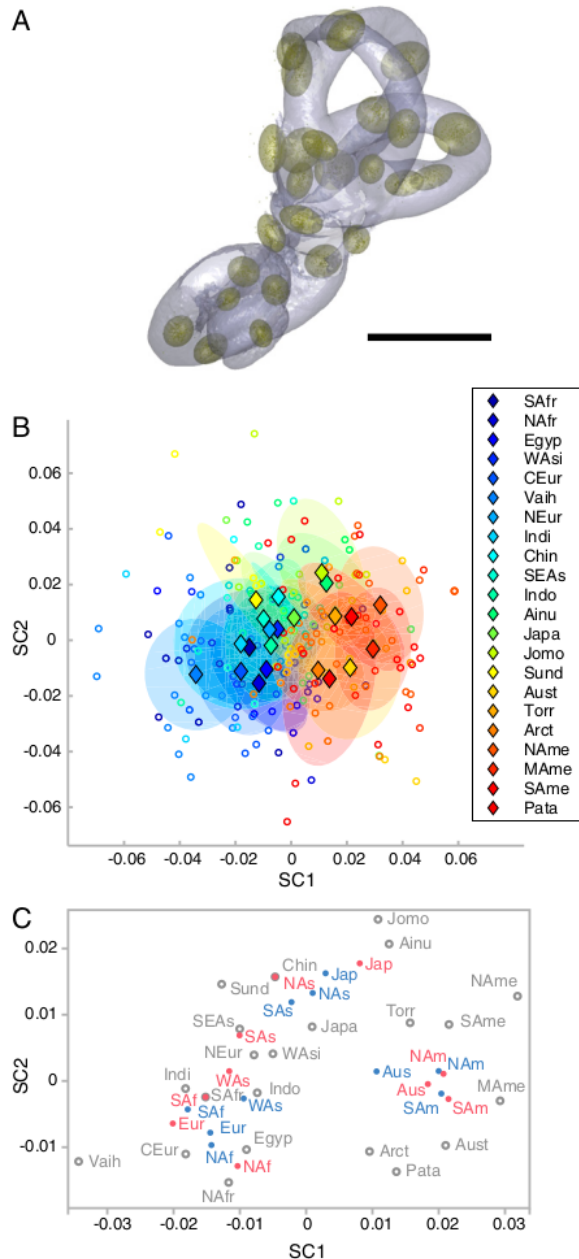 A
B
SAfr
NAfr
Egyp
WAsi
CEur
Vaih
NEur
Indi
Chin
SEAs
Indo
Ainu
Japa
Jomo
Sund
Aust
Torr
Arct
NAme
MAme
SAme
Pata
0.06
0.04
0.02
0
-0.02
-0.04
-0.06
SC2
-0.06 -0.04 -0.02 0 0.02 0.04 0.06
SC1
C
Jomo
Ainu
Chin Jap Jap
Sund NAs NAs NAme
SAs
SEAs SAs Japa Torr SAme
NEur WAsi
WAs NAm NAm
Indi SAfr Indo Aus Aus MAme
SAf SAf WAs SAm SAm
Eur Eur
CEur NAf Egyp Arct Aust
Vaih NAf Pata
NAfr
0.02
0.01
0
-0.01
SC2
-0.03 -0.02 -0.01 0 0.01 0.02 0.03
SC1